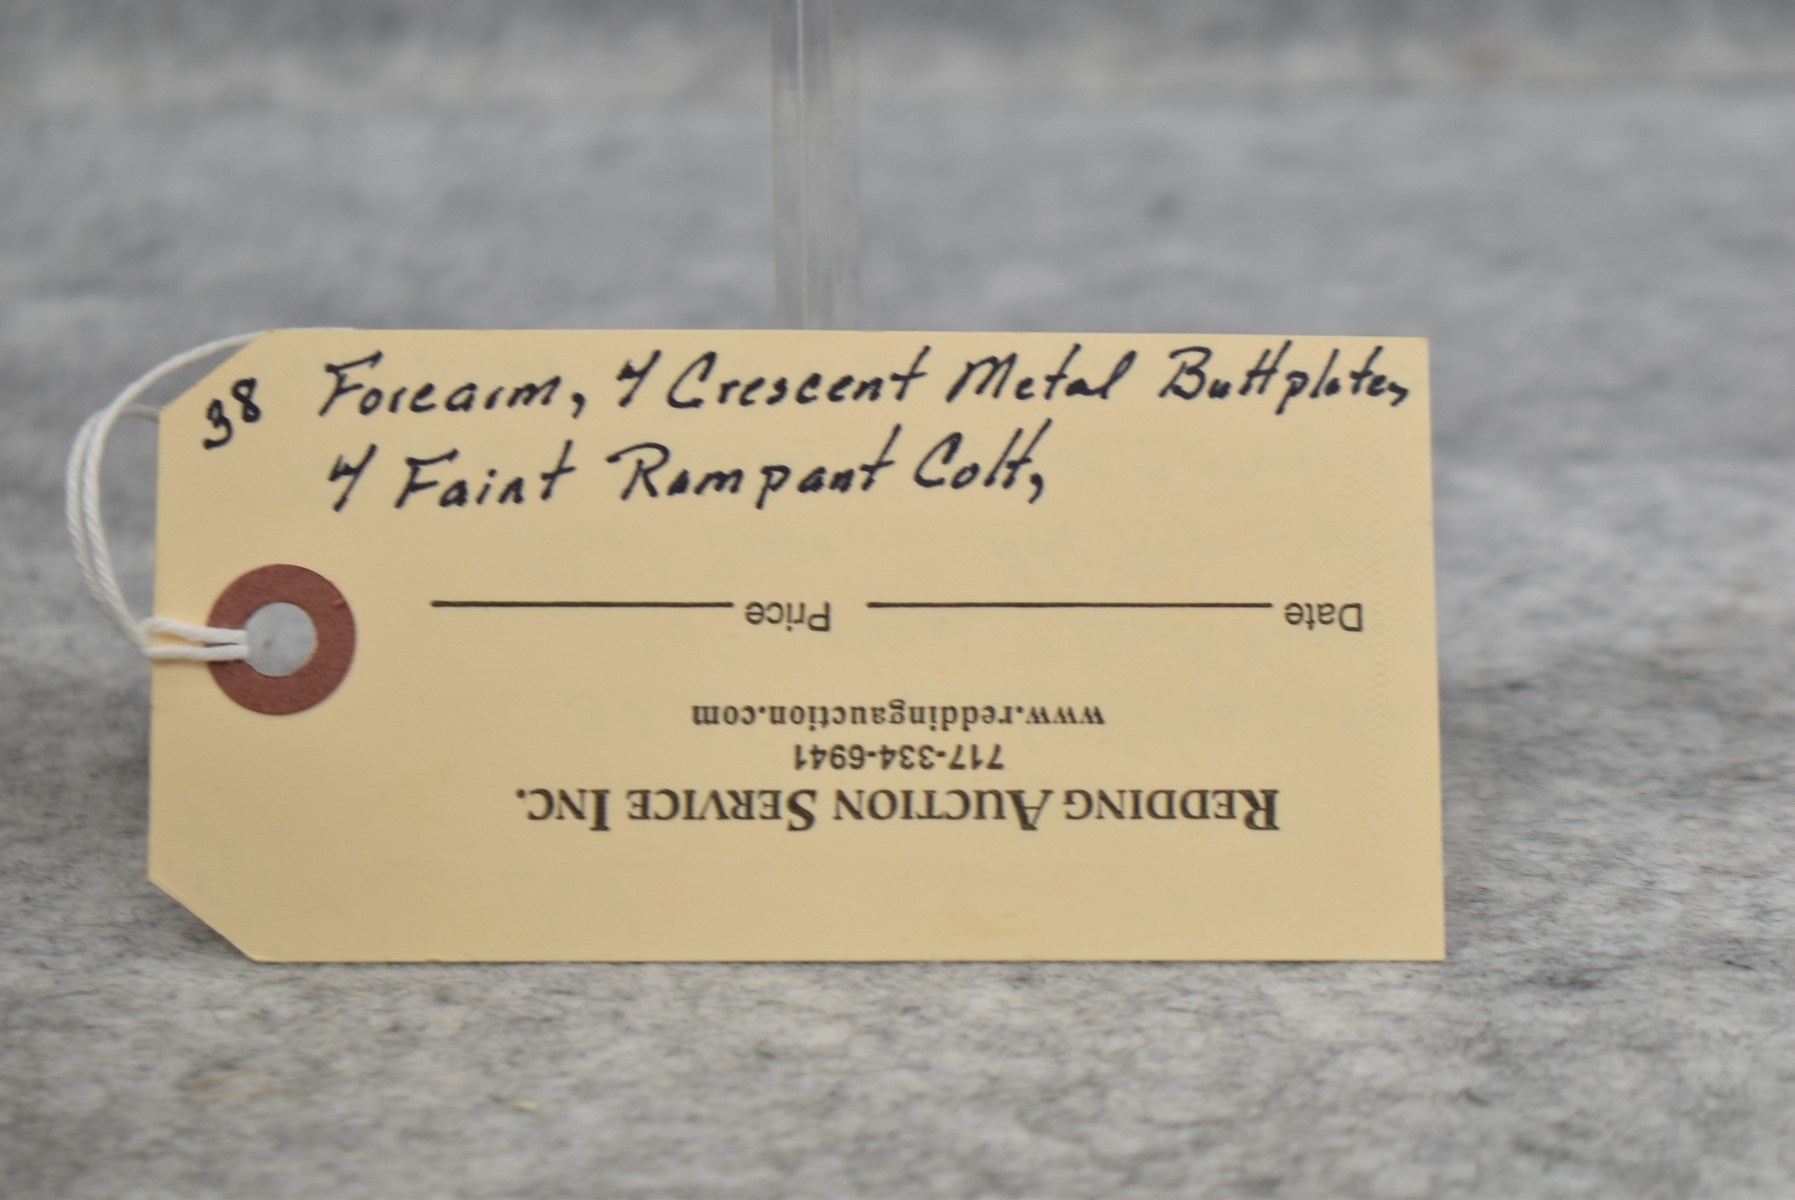 38 Forearm, & Crescent Metal Buttplate,
& Faint Rampant Colt,
Date Price
www.reddingauction.com
717-334-6941
REDDING AUCTION SERVICE INC.